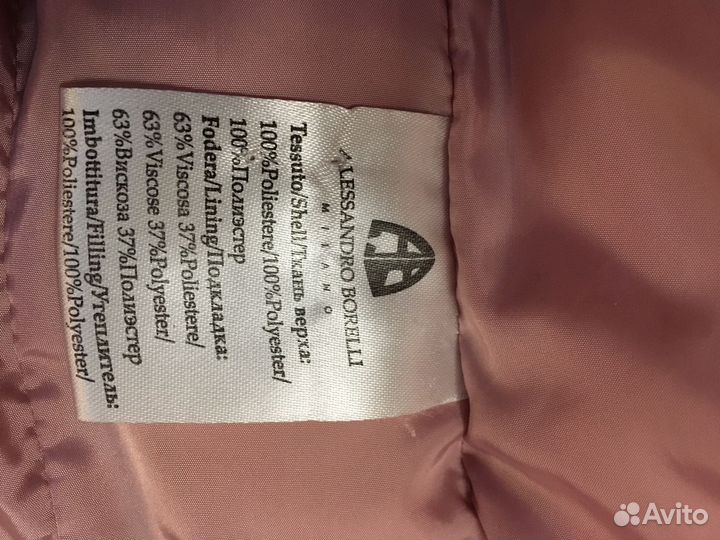 ALESSANDRO BORELLI
MILANO
Tessuto/Shell/Ткань верха:
100%Poliestere/100%Polyester/
100%Полиэстер
Fodera/Lining/Подкладка:
63%Viscosa 37%Poliestere/
63%Viscose 37%Polyester/
63%Вискоза 37%Полиэстер
Imbottitura/Filling/Утеплитель:
100%Poliestere/100%Polyester/
Avito